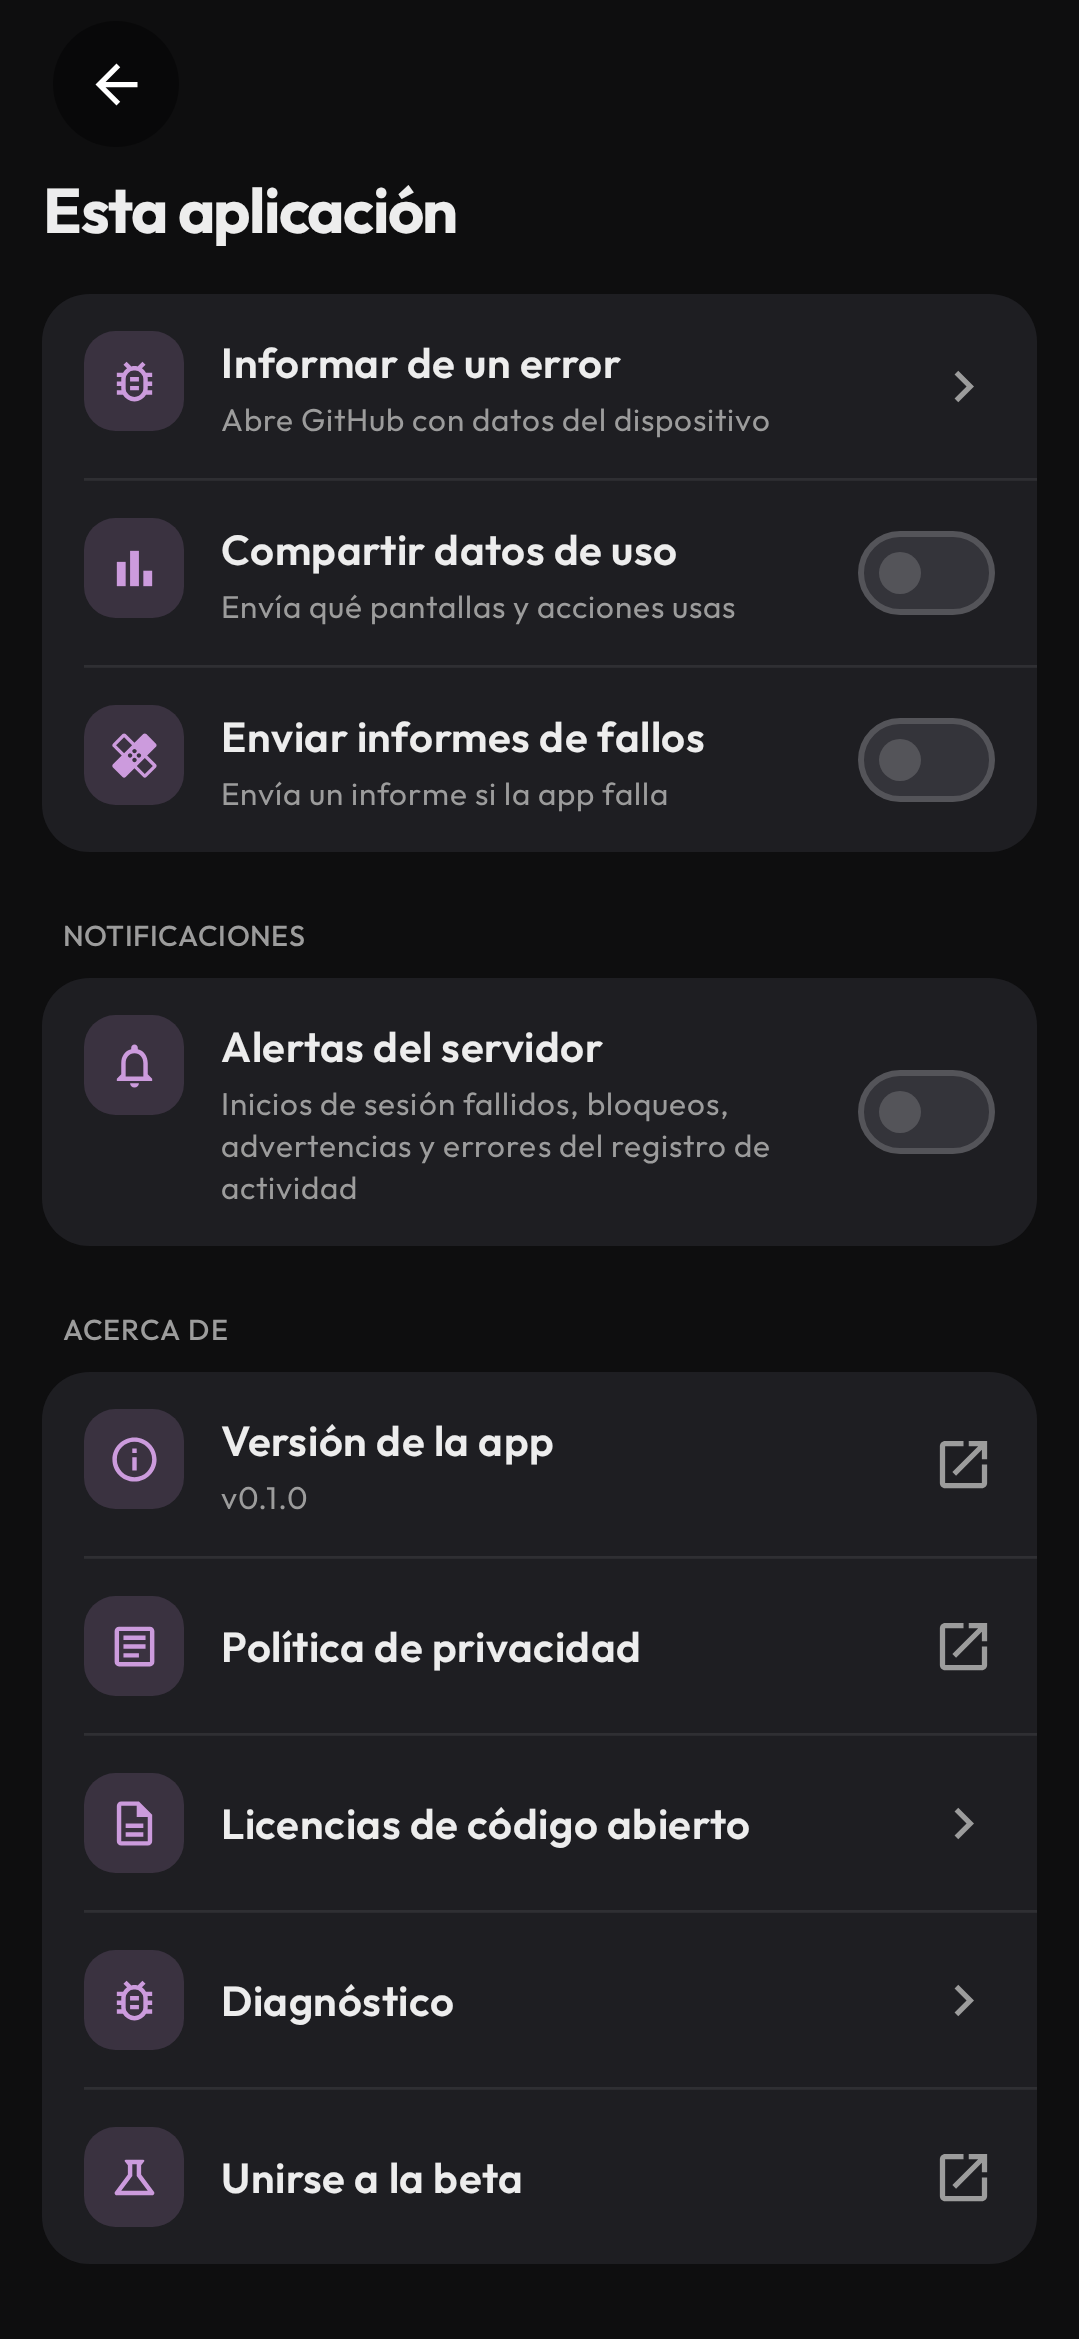 Esta aplicación
Informar de un error
Abre GitHub con datos del dispositivo
Compartir datos de uso
Envía qué pantallas y acciones usas
Enviar informes de fallos
Envía un informe si la app falla
NOTIFICACIONES
Alertas del servidor
Inicios de sesión fallidos, bloqueos,
advertencias y errores del registro de
actividad
ACERCA DE
Versión de la app
v0.1.0
Política de privacidad
Licencias de código abierto
Diagnóstico
Unirse a la beta